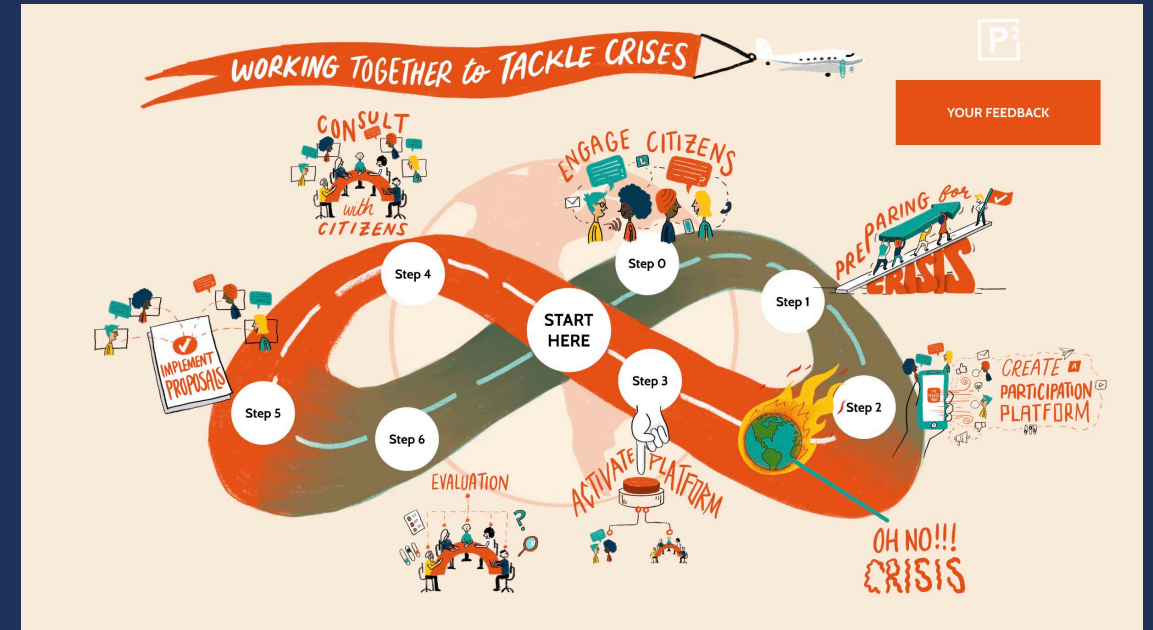 WORKING TOGETHER to TACKLE CRISES
P2
YOUR FEEDBACK
CONSULT
with
CITIZENS
ENGAGE CITIZENS
PREPARING for
CRISIS
Step 4
Step 0
Step 1
START
HERE
IMPLEMENT
PROPOSALS
Step 5
Step 3
Step 2
CREATE A
PARTICIPATION
PLATFORM
Step 6
EVALUATION
ACTIVATE PLATFORM
OH NO!!!
CRISIS